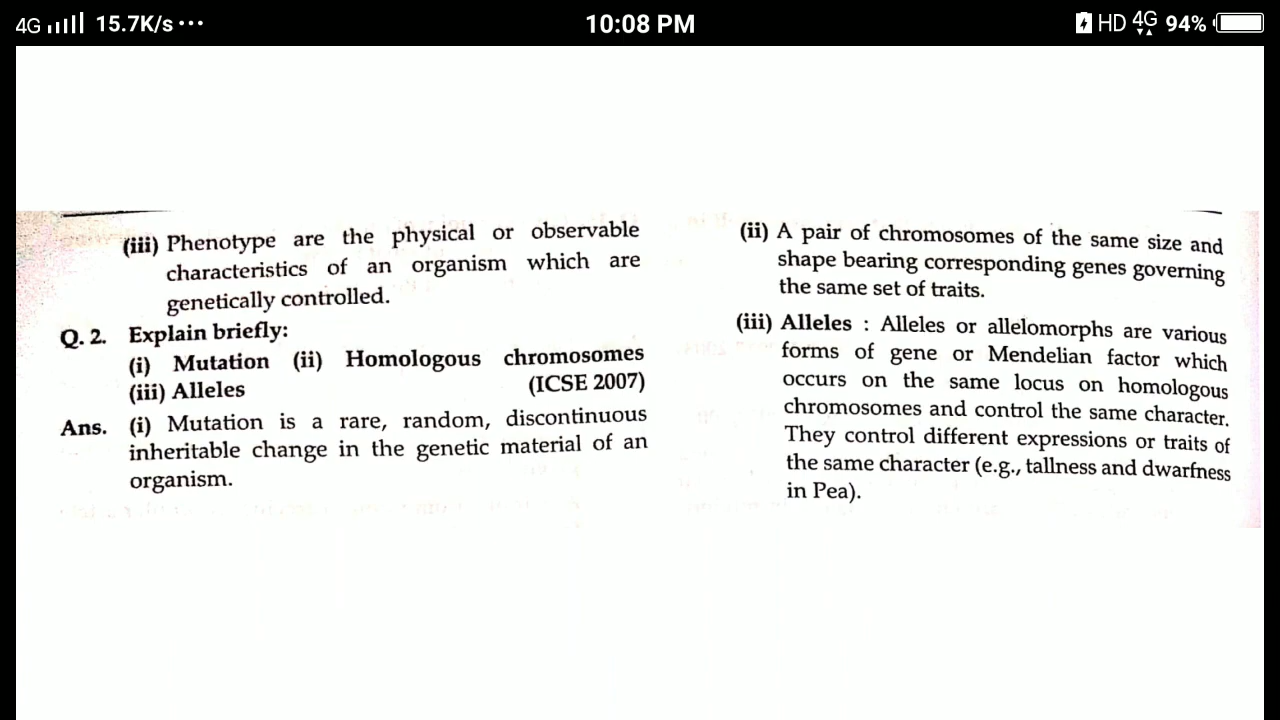 4G 15.7K/s ... 10:08 PM HD 4G 94%
(iii) Phenotype are the physical or observable
characteristics of an organism which are
genetically controlled.
Q. 2. Explain briefly:
(i) Mutation (ii) Homologous chromosomes
(iii) Alleles (ICSE 2007)
Ans. (i) Mutation is a rare, random, discontinuous
inheritable change in the genetic material of an
organism.
(ii) A pair of chromosomes of the same size and
shape bearing corresponding genes governing
the same set of traits.
(iii) Alleles : Alleles or allelomorphs are various
forms of gene or Mendelian factor which
occurs on the same locus on homologous
chromosomes and control the same character.
They control different expressions or traits of
the same character (e.g., tallness and dwarfness
in Pea).